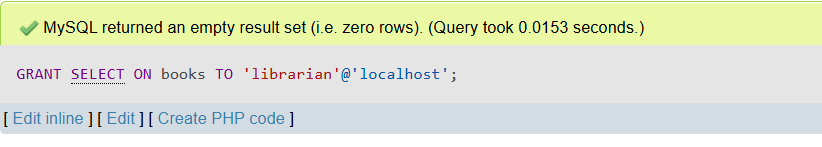 MySQL returned an empty result set (i.e. zero rows). (Query took 0.0153 seconds.)
GRANT SELECT ON books TO 'librarian'@'localhost';
[ Edit inline ] [ Edit ] [ Create PHP code ]